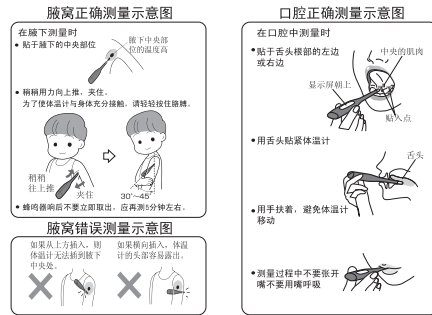 腋窝正确测量示意图
在腋下测量时
• 贴于腋下的中央部位
腋下中央部
位的温度高
• 稍稍用力向上推，夹住。
为了使体温计与身体充分接触，请轻轻按住胳膊。
稍稍
往上推
夹住
30°~45°
• 蜂鸣器响后不要立即取出，应再测5分钟左右。
腋窝错误测量示意图
如果从上方插入，则
体温计无法插到腋下
中央处。
如果横向插入，体温
计的头部容易露出。
口腔正确测量示意图
在口腔中测量时
• 贴于舌头根部的左边
或右边
中央的肌肉
显示屏朝上
贴入点
• 用舌头贴紧体温计
舌头
• 用手扶着，避免体温计
移动
• 测量过程中不要张开
嘴不要用嘴呼吸